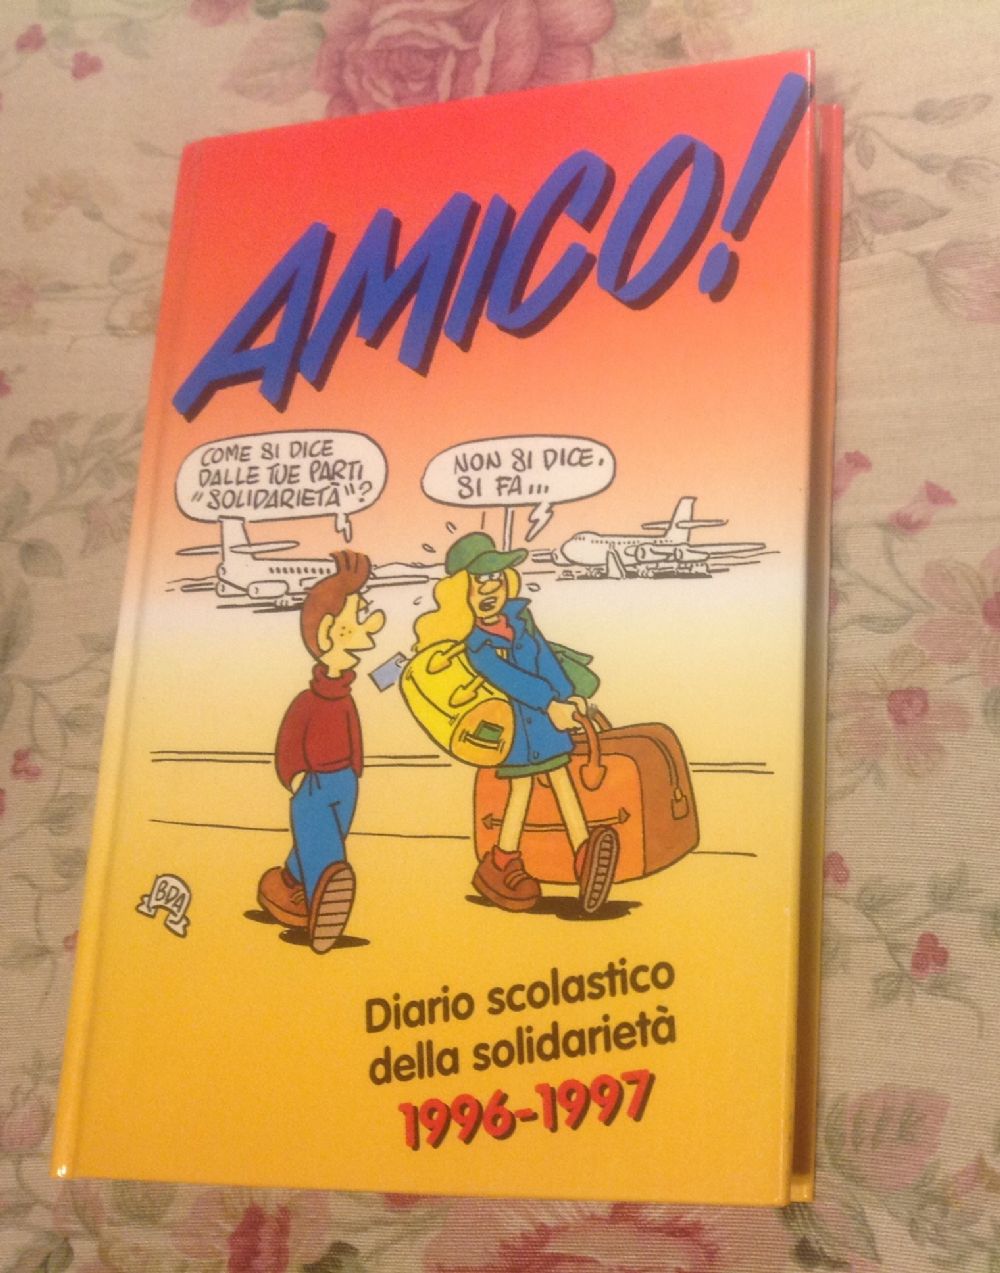 AMICO!
COME SI DICE
DALLE TUE PARTI
"SOLIDARIETÀ"?
NON SI DICE.
SI FA...
BDA
Diario scolastico
della solidarietà
1996-1997